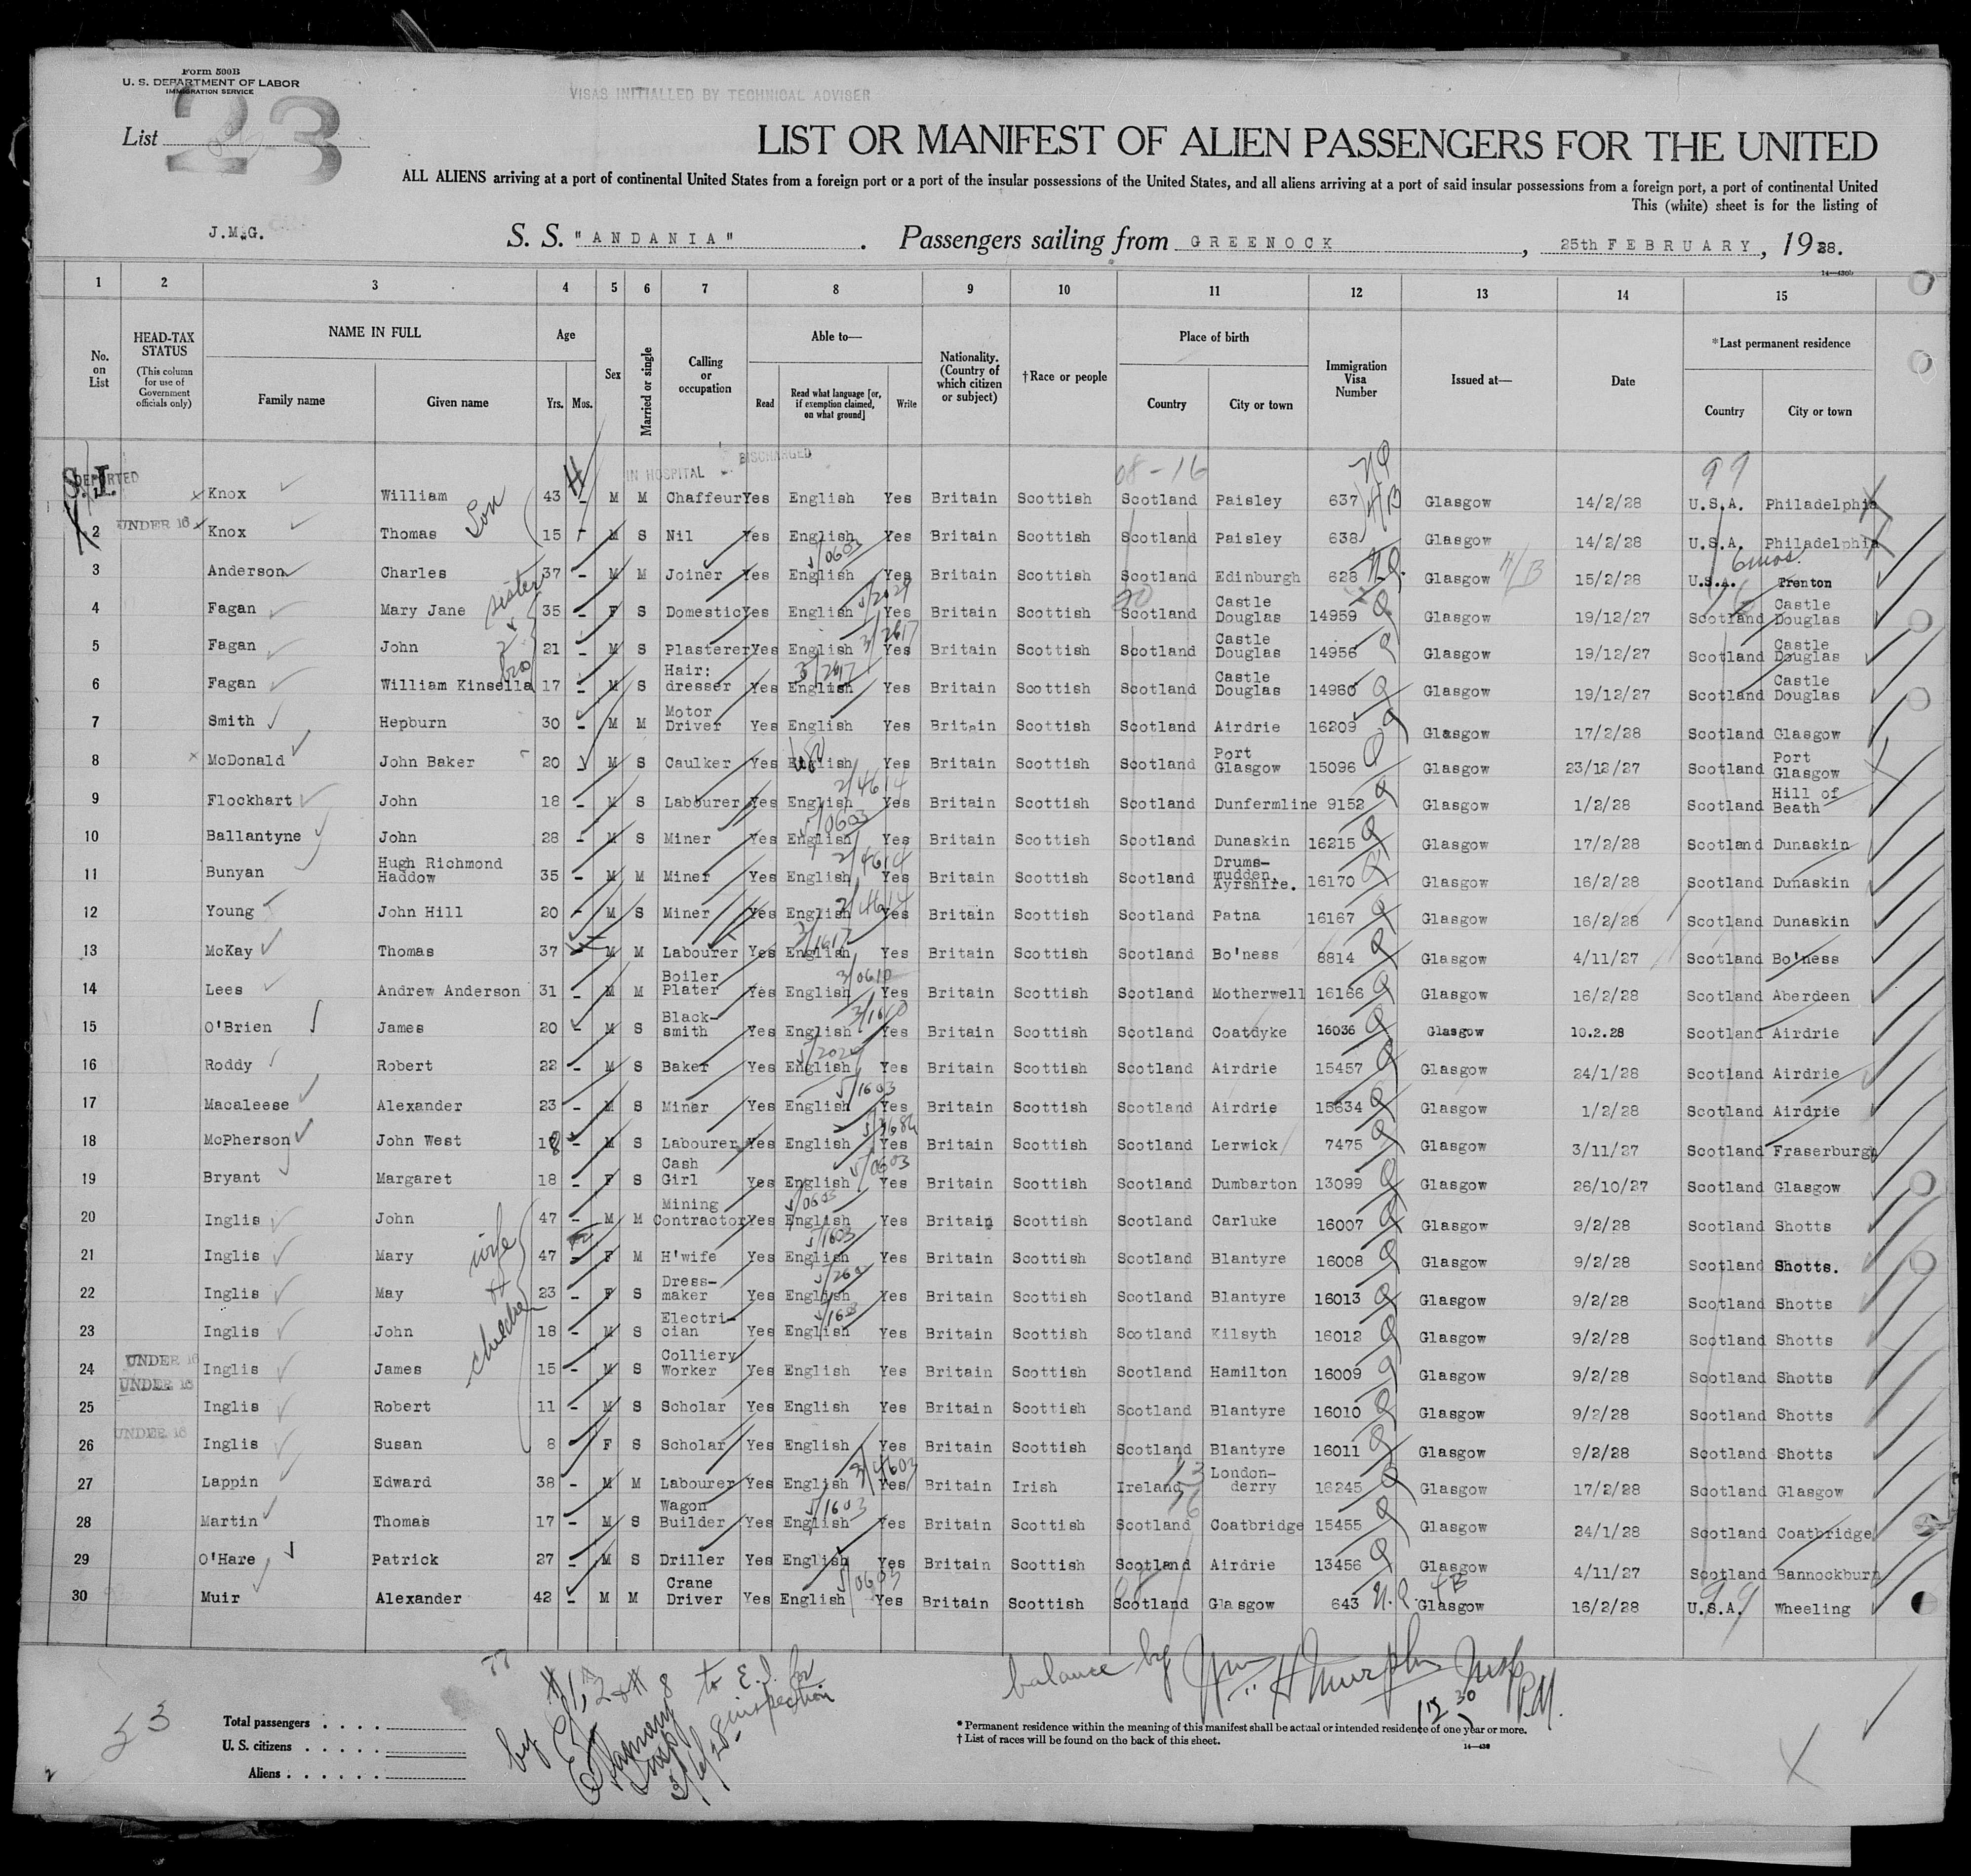 Form 500B
U. S. DEPARTMENT OF LABOR
IMMIGRATION SERVICE
VISAS INITIALLED BY TECHNICAL ADVISER
List 23
LIST OR MANIFEST OF ALIEN PASSENGERS FOR THE UNITED
ALL ALIENS arriving at a port of continental United States from a foreign port or a port of the insular possessions of the United States, and all aliens arriving at a port of said insular possessions from a foreign port, a port of continental United
This (white) sheet is for the listing of
J.M.G. S. S. "ANDANIA". Passengers sailing from GREENOCK, 25th FEBRUARY, 1928.
14—430b
1 2 3 4 5 6 7 8 9 10 11 12 13 14 15
No. on List
HEAD-TAX STATUS (This column for use of Government officials only)
NAME IN FULL Family name Given name
Age Yrs. Mos.
Sex
Married or single
Calling or occupation
Able to— Read Read what language [or, if exemption claimed, on what ground] Write
Nationality. (Country of which citizen or subject)
†Race or people
Place of birth Country City or town
Immigration Visa Number
Issued at—
Date
*Last permanent residence Country City or town
S.I. DEPORTED IN HOSPITAL DISCHARGED 08-16 99
1 Knox William 43 - M M Chaffeur Yes English Yes Britain Scottish Scotland Paisley 637 Glasgow 14/2/28 U.S.A. Philadelphia
2 UNDER 16 Knox Thomas Son 15 - M S Nil Yes English Yes Britain Scottish Scotland Paisley 638 Glasgow 14/2/28 U.S.A. Philadelphia
3 Anderson Charles 37 - M M Joiner Yes English Yes Britain Scottish Scotland Edinburgh 628 N.Q. Glasgow 4/B 15/2/28 U.S.A. 6 mos. Trenton
4 Fagan Mary Jane sister 35 - F S Domestic Yes English Yes Britain Scottish Scotland Castle Douglas 14959 Q Glasgow 19/12/27 Scotland Castle Douglas
5 Fagan John & 2 21 - M S Plasterer Yes English Yes Britain Scottish Scotland Castle Douglas 14956 Q Glasgow 19/12/27 Scotland Castle Douglas
6 Fagan William Kinsella bro 17 - M S Hair: dresser Yes English Yes Britain Scottish Scotland Castle Douglas 14960 Q Glasgow 19/12/27 Scotland Castle Douglas
7 Smith Hepburn 30 - M M Motor Driver Yes English Yes Britain Scottish Scotland Airdrie 16209 Q Glasgow 17/2/28 Scotland Glasgow
8 McDonald John Baker 20 M S Caulker Yes English Yes Britain Scottish Scotland Port Glasgow 15096 Q Glasgow 23/12/27 Scotland Port Glasgow
9 Flockhart John 18 - M S Labourer Yes English Yes Britain Scottish Scotland Dunfermline 9152 Q Glasgow 1/2/28 Scotland Hill of Beath
10 Ballantyne John 28 - M S Miner Yes English Yes Britain Scottish Scotland Dunaskin 16215 Q Glasgow 17/2/28 Scotland Dunaskin
11 Bunyan Hugh Richmond Haddow 35 - M M Miner Yes English Yes Britain Scottish Scotland Drums-mudden, Ayrshire. 16170 Q Glasgow 16/2/28 Scotland Dunaskin
12 Young John Hill 20 - M S Miner Yes English Yes Britain Scottish Scotland Patna 16167 Q Glasgow 16/2/28 Scotland Dunaskin
13 McKay Thomas 37 - M M Labourer Yes English Yes Britain Scottish Scotland Bo'ness 8814 Q Glasgow 4/11/27 Scotland Bo'ness
14 Lees Andrew Anderson 31 - M M Boiler Plater Yes English Yes Britain Scottish Scotland Motherwell 16166 Q Glasgow 16/2/28 Scotland Aberdeen
15 O'Brien James 20 - M S Black-smith Yes English Yes Britain Scottish Scotland Coatdyke 16036 Q Glasgow 10.2.28 Scotland Airdrie
16 Roddy Robert 22 - M S Baker Yes English Yes Britain Scottish Scotland Airdrie 15457 Q Glasgow 24/1/28 Scotland Airdrie
17 Macaleese Alexander 23 - M S Miner Yes English Yes Britain Scottish Scotland Airdrie 15634 Q Glasgow 1/2/28 Scotland Airdrie
18 McPherson John West 18 - M S Labourer Yes English Yes Britain Scottish Scotland Lerwick 7475 Q Glasgow 3/11/27 Scotland Fraserburgh
19 Bryant Margaret 18 - F S Cash Girl Yes English Yes Britain Scottish Scotland Dumbarton 13099 Q Glasgow 26/10/27 Scotland Glasgow
20 Inglis John 47 - M M Mining Contractor Yes English Yes Britain Scottish Scotland Carluke 16007 Q Glasgow 9/2/28 Scotland Shotts
21 Inglis Mary wife 47 - F M H'wife Yes English Yes Britain Scottish Scotland Blantyre 16008 Q Glasgow 9/2/28 Scotland Shotts.
22 Inglis May & 23 - F S Dress-maker Yes English Yes Britain Scottish Scotland Blantyre 16013 Q Glasgow 9/2/28 Scotland Shotts
23 Inglis John children 18 - M S Electri-cian Yes English Yes Britain Scottish Scotland Kilsyth 16012 Q Glasgow 9/2/28 Scotland Shotts
24 UNDER 16 Inglis James 15 - M S Colliery Worker Yes English Yes Britain Scottish Scotland Hamilton 16009 Q Glasgow 9/2/28 Scotland Shotts
25 UNDER 16 Inglis Robert 11 - M S Scholar Yes English Yes Britain Scottish Scotland Blantyre 16010 Q Glasgow 9/2/28 Scotland Shotts
26 UNDER 16 Inglis Susan 8 F S Scholar Yes English Yes Britain Scottish Scotland Blantyre 16011 Q Glasgow 9/2/28 Scotland Shotts
27 Lappin Edward 38 - M M Labourer Yes English Yes Britain Irish Ireland London-derry 16245 Q Glasgow 17/2/28 Scotland Glasgow
28 Martin Thomas 17 - M S Wagon Builder Yes English Yes Britain Scottish Scotland Coatbridge 15455 Q Glasgow 24/1/28 Scotland Coatbridge
29 O'Hare Patrick 27 - M S Driller Yes English Yes Britain Scottish Scotland Airdrie 13456 Q Glasgow 4/11/27 Scotland Bannockburn
30 Muir Alexander 42 - M M Crane Driver Yes English Yes Britain Scottish Scotland Glasgow 643 N.Q. 4B Glasgow 16/2/28 U.S.A. 99 Wheeling
#1, 2 & # 8 to E.I. for inspection
balance by Wm H Murphy Insp
P.M.
53
Total passengers . . . .
U. S. citizens . . . . .
Aliens . . . . . .
* Permanent residence within the meaning of this manifest shall be actual or intended residence of one year or more.
† List of races will be found on the back of this sheet.
14—430